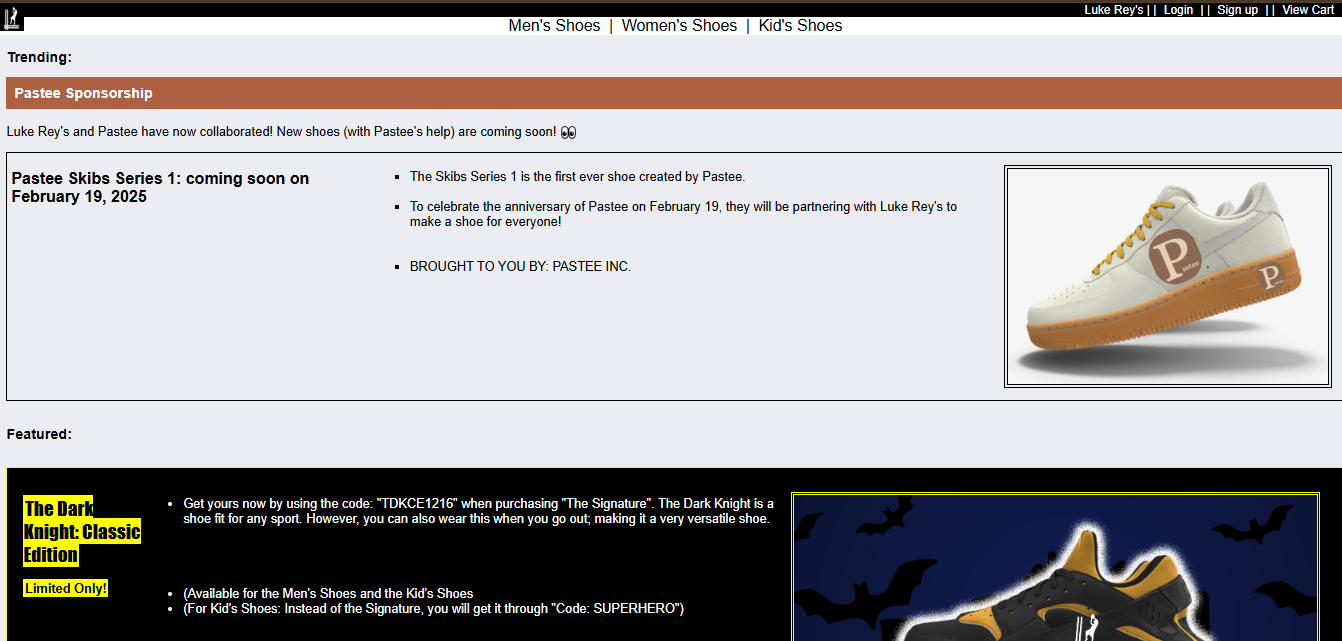 Luke Rey's | | Login | | Sign up | | View Cart
Men's Shoes | Women's Shoes | Kid's Shoes
Trending:
Pastee Sponsorship
Luke Rey's and Pastee have now collaborated! New shoes (with Pastee's help) are coming soon! 👀
Pastee Skibs Series 1: coming soon on
February 19, 2025
The Skibs Series 1 is the first ever shoe created by Pastee.
To celebrate the anniversary of Pastee on February 19, they will be partnering with Luke Rey's to
make a shoe for everyone!
BROUGHT TO YOU BY: PASTEE INC.
Pastee
P
Featured:
The Dark
Knight: Classic
Edition
Limited Only!
Get yours now by using the code: "TDKCE1216" when purchasing "The Signature". The Dark Knight is a
shoe fit for any sport. However, you can also wear this when you go out; making it a very versatile shoe.
(Available for the Men's Shoes and the Kid's Shoes
(For Kid's Shoes: Instead of the Signature, you will get it through "Code: SUPERHERO")